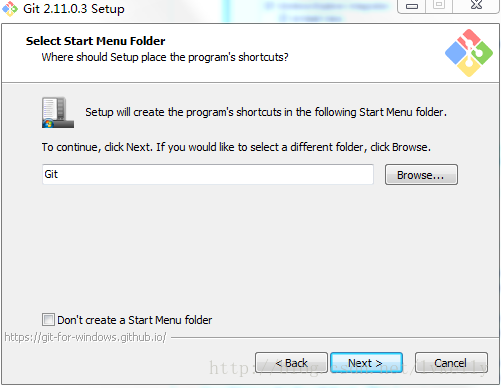 Git 2.11.0.3 Setup
Select Start Menu Folder
Where should Setup place the program's shortcuts?
Setup will create the program's shortcuts in the following Start Menu folder.
To continue, click Next. If you would like to select a different folder, click Browse.
Git
Browse...
Don't create a Start Menu folder
https://git-for-windows.github.io/
< Back
Next >
Cancel